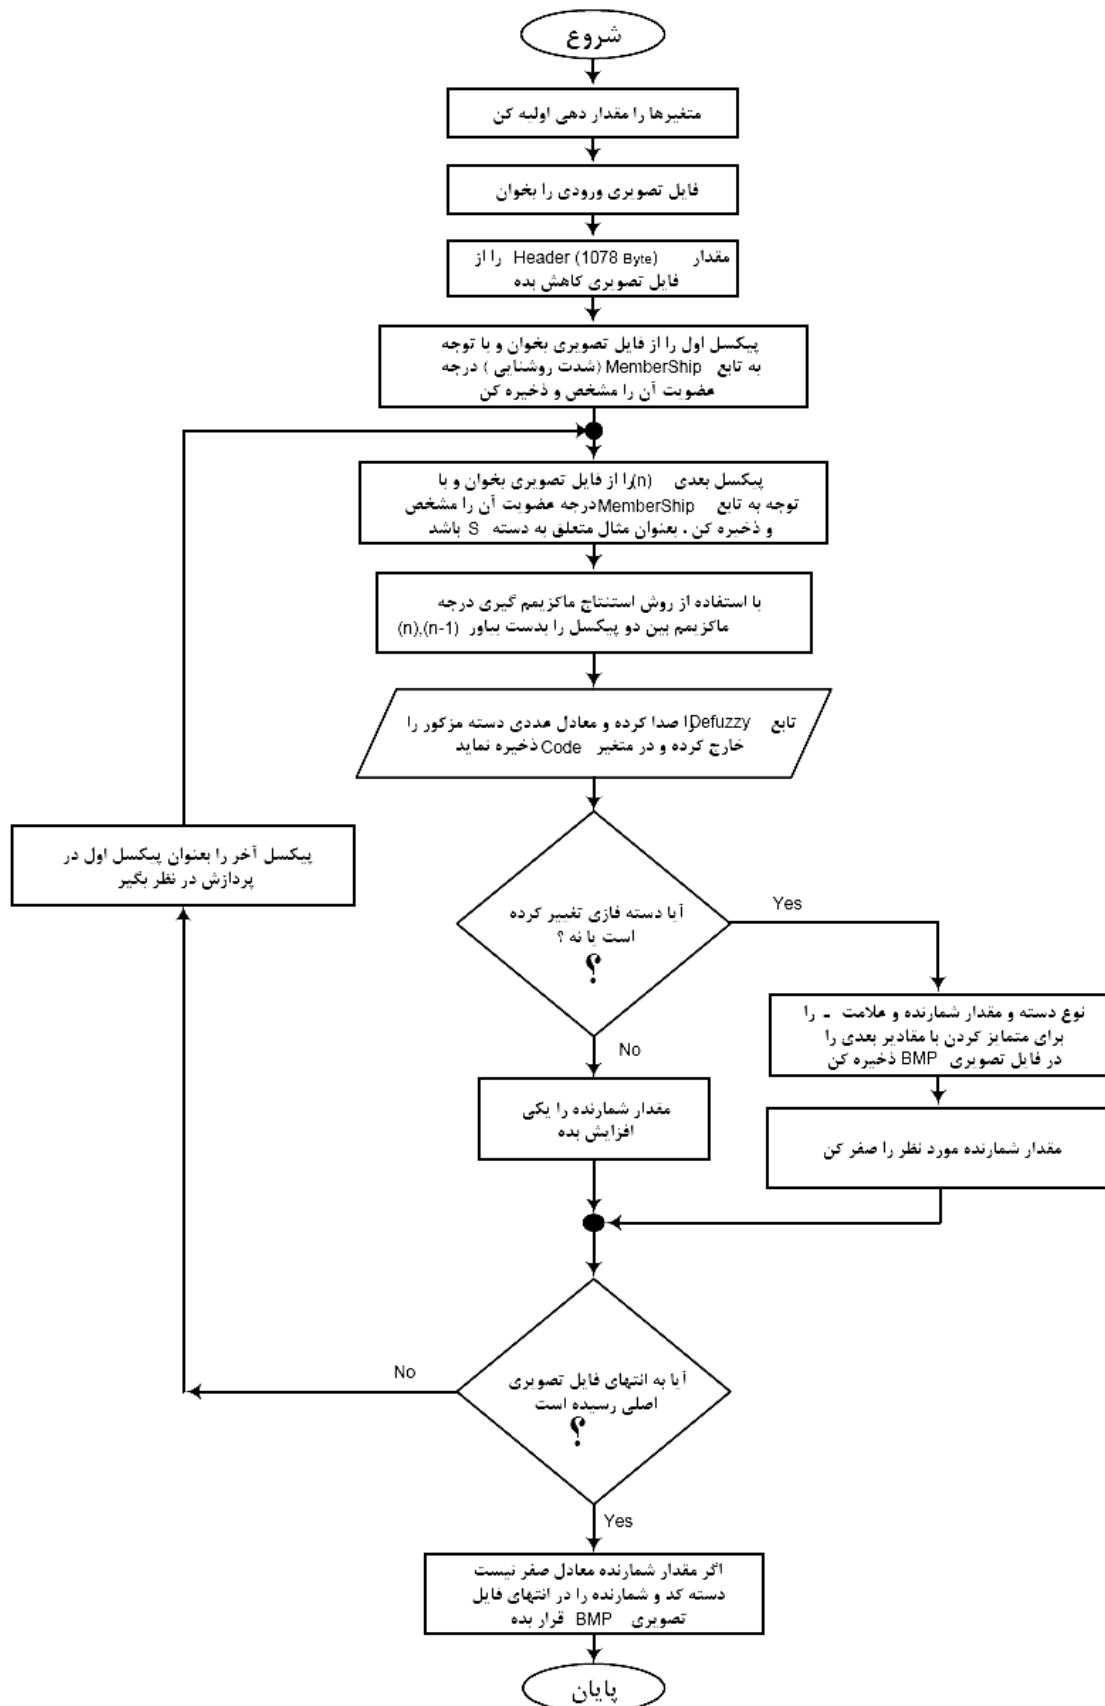 شروع
متغیرها را مقدار دهی اولیه کن
فایل تصویری ورودی را بخوان
مقدار Header (1078 Byte) را از
فایل تصویری کاهش بده
پیکسل اول را از فایل تصویری بخوان و با توجه
به تابع MemberShip (شدت روشنایی) درجه
عضویت آن را مشخص و ذخیره کن
پیکسل بعدی (n) را از فایل تصویری بخوان و با
توجه به تابع MemberShip درجه عضویت آن را مشخص
و ذخیره کن . بعنوان مثال متعلق به دسته S باشد
با استفاده از روش استنتاج ماکزیمم گیری درجه
ماکزیمم بین دو پیکسل را بدست بیاور (n),(n-1)
تابع Defuzzy را صدا کرده و معادل عددی دسته مزکور را
خارج کرده و در متغیر Code ذخیره نماید
پیکسل آخر را بعنوان پیکسل اول در
پردازش در نظر بگیر
آیا دسته فازی تغییر کرده
است یا نه ؟
؟
Yes
نوع دسته و مقدار شمارنده و علامت - را
برای متمایز کردن با مقادیر بعدی را
در فایل تصویری BMP ذخیره کن
No
مقدار شمارنده را یکی
افزایش بده
مقدار شمارنده مورد نظر را صفر کن
No
آیا به انتهای فایل تصویری
اصلی رسیده است
؟
Yes
اگر مقدار شمارنده معادل صفر نیست
دسته کد و شمارنده را در انتهای فایل
تصویری BMP قرار بده
پایان